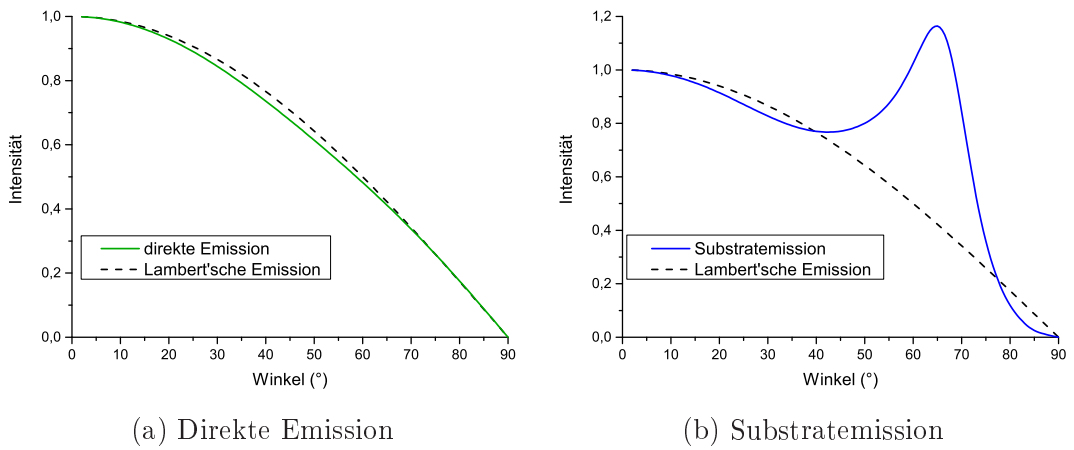 1,0
0,8
0,6
0,4
0,2
0,0
Intensität
direkte Emission
Lambert'sche Emission
0 10 20 30 40 50 60 70 80 90
Winkel (°)
(a) Direkte Emission
1,2
1,0
0,8
0,6
0,4
0,2
0,0
Intensität
Substratemission
Lambert'sche Emission
0 10 20 30 40 50 60 70 80 90
Winkel (°)
(b) Substratemission